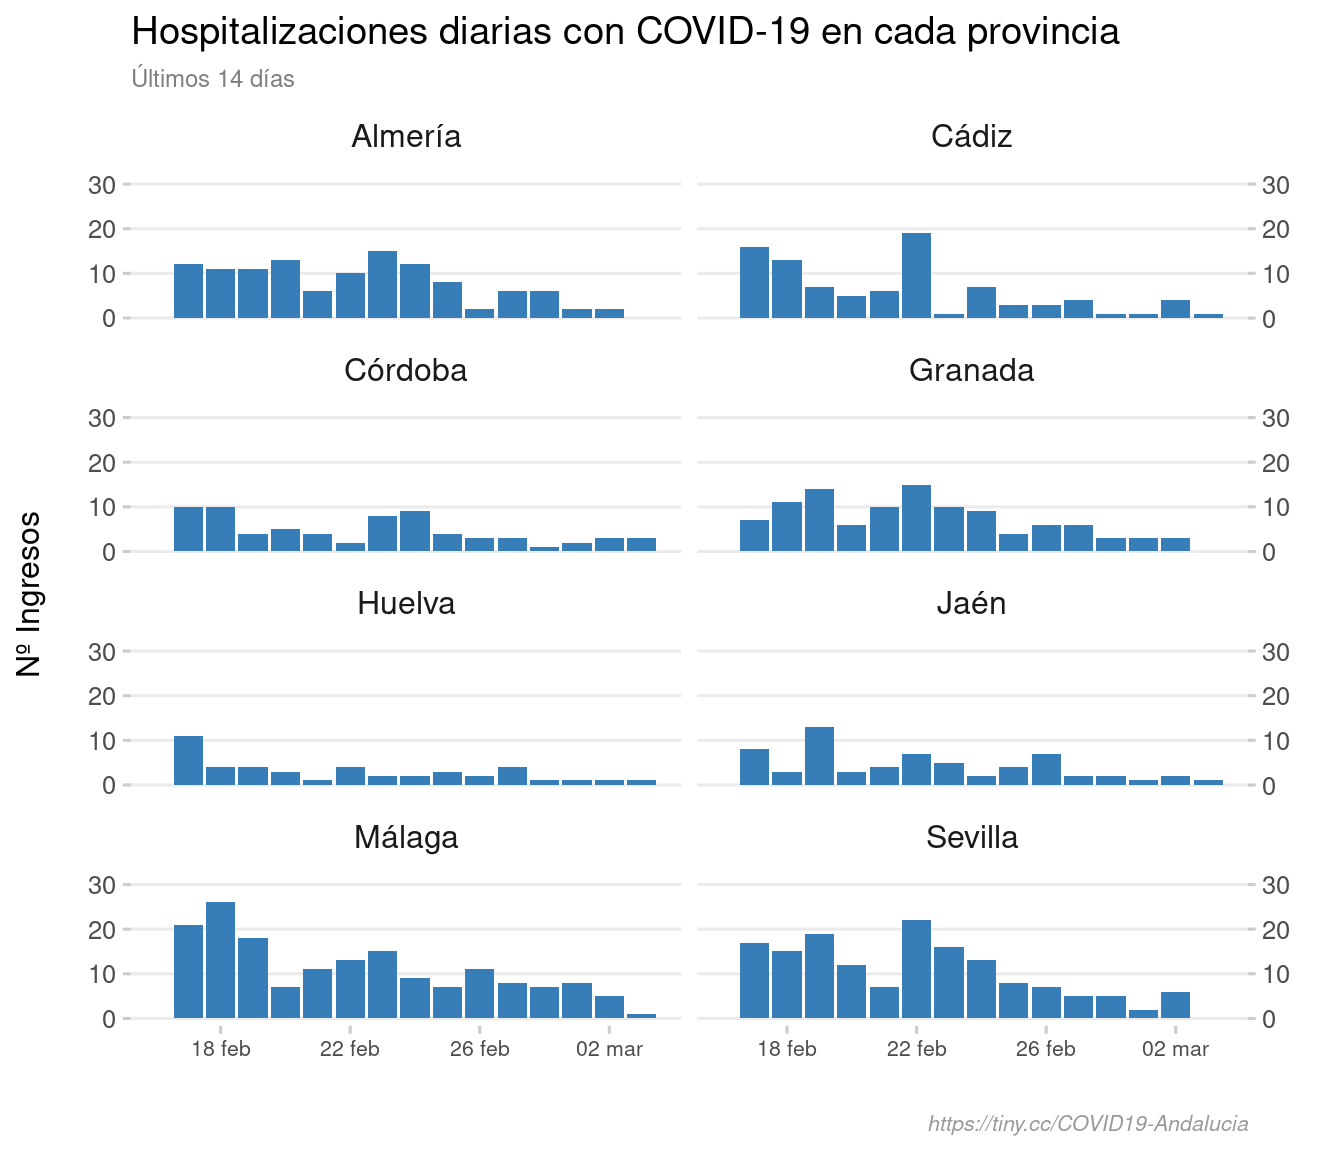 Hospitalizaciones diarias con COVID-19 en cada provincia
Últimos 14 días
Almería Cádiz
30 30
20 20
10 10
0 0
Córdoba Granada
30 30
20 20
10 10
0 0
Nº Ingresos
Huelva Jaén
30 30
20 20
10 10
0 0
Málaga Sevilla
30 30
20 20
10 10
0 0
18 feb 22 feb 26 feb 02 mar 18 feb 22 feb 26 feb 02 mar
https://tiny.cc/COVID19-Andalucia